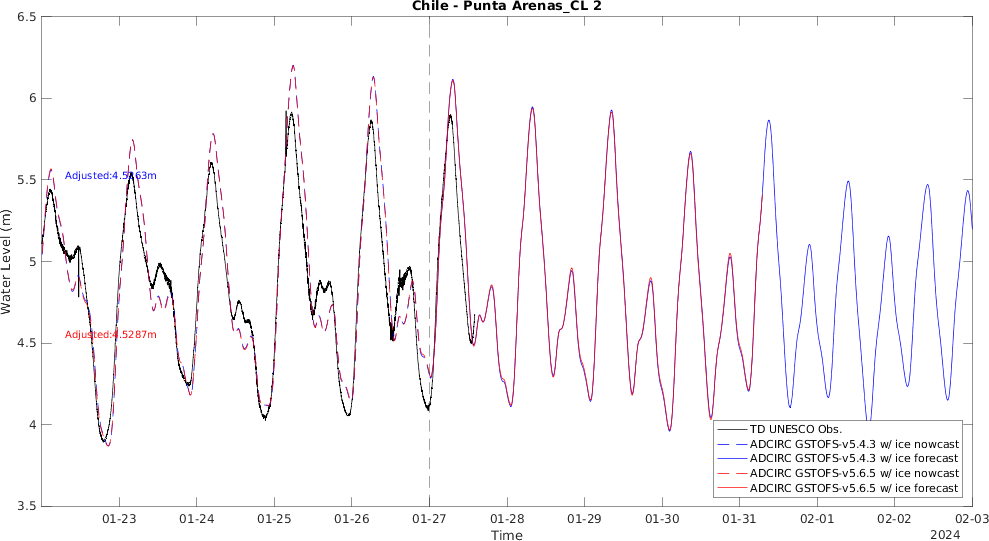 Chile - Punta Arenas_CL 2
6.5
6
5.5
5
4.5
4
3.5
Water Level (m)
Adjusted:4.5163m
Adjusted:4.5287m
TD UNESCO Obs.
ADCIRC GSTOFS-v5.4.3 w/ ice nowcast
ADCIRC GSTOFS-v5.4.3 w/ ice forecast
ADCIRC GSTOFS-v5.6.5 w/ ice nowcast
ADCIRC GSTOFS-v5.6.5 w/ ice forecast
01-23 01-24 01-25 01-26 01-27 01-28 01-29 01-30 01-31 02-01 02-02 02-03
Time
2024